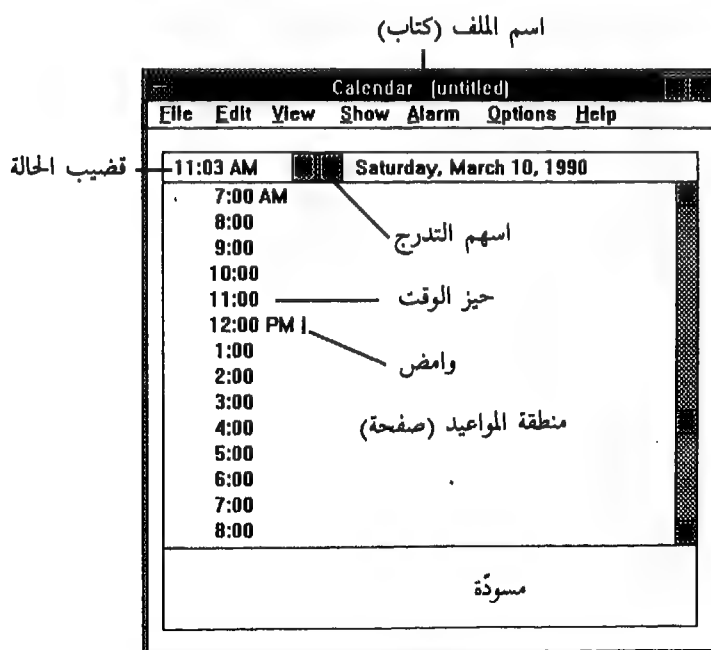 اسم الملف (كتاب)
Calendar (untitled)
File Edit View Show Alarm Options Help
قضيب الحالة
11:03 AM Saturday, March 10, 1990
7:00 AM
8:00
اسهم التدرج
9:00
10:00
11:00 حيز الوقت
12:00 PM
1:00
وامض
2:00
3:00
4:00 منطقة المواعيد (صفحة)
5:00
6:00
7:00
8:00
مسودّة